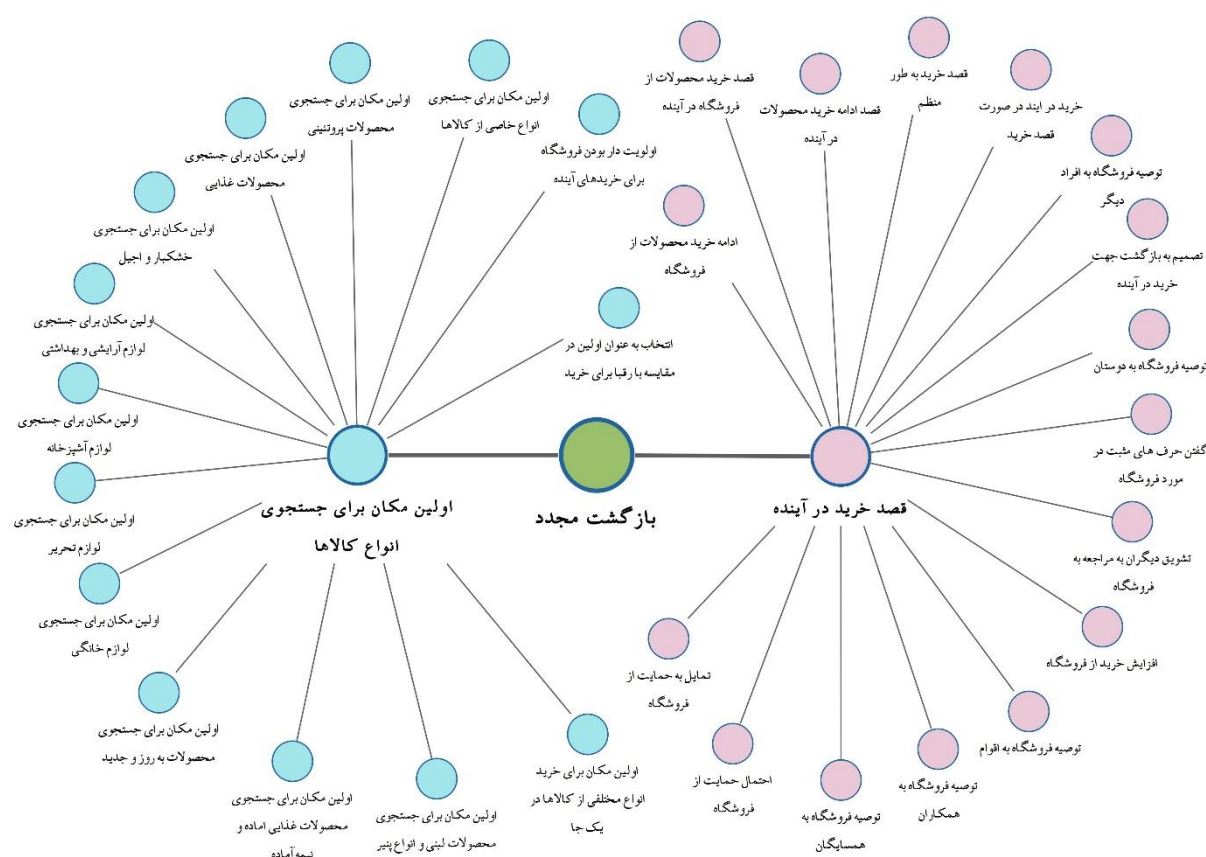 بازگشت مجدد
قصد خرید در آینده
ادامه خرید محصولات از
فروشگاه
قصد خرید محصولات از
فروشگاه در آینده
قصد ادامه خرید محصولات
در آینده
قصد خرید به طور
منظم
خرید در ایند در صورت
قصد خرید
توصیه فروشگاه به افراد
دیگر
تصمیم به بازگشت جهت
خرید در آینده
توصیه فروشگاه به دوستان
گفتن حرف های مثبت در
مورد فروشگاه
تشویق دیگران به مراجعه به
فروشگاه
افزایش خرید از فروشگاه
توصیه فروشگاه به اقوام
توصیه فروشگاه به
همکاران
توصیه فروشگاه به
همسایگان
احتمال حمایت از
فروشگاه
تمایل به حمایت از
فروشگاه
اولین مکان برای جستجوی
انواع کالاها
انتخاب به عنوان اولین در
مقایسه با رقبا برای خرید
اولویت دار بودن فروشگاه
برای خریدهای آینده
اولین مکان برای جستجوی
انواع خاصی از کالاها
اولین مکان برای جستجوی
محصولات پروتئینی
اولین مکان برای جستجوی
محصولات غذایی
اولین مکان برای جستجوی
خشکبار و اجیل
اولین مکان برای جستجوی
لوازم آرایشی و بهداشتی
اولین مکان برای جستجوی
لوازم آشپزخانه
اولین مکان برای جستجوی
لوازم تحریر
اولین مکان برای جستجوی
لوازم خانگی
اولین مکان برای جستجوی
محصولات به روز و جدید
اولین مکان برای جستجوی
محصولات غذایی اماده و
نیمه آماده
اولین مکان برای جستجوی
محصولات لبنی و انواع پنیر
اولین مکان برای خرید
انواع مختلفی از کالاها در
یک جا